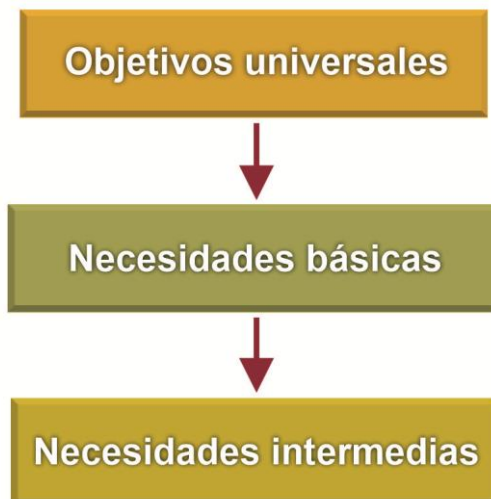 Objetivos universales
Necesidades básicas
Necesidades intermedias